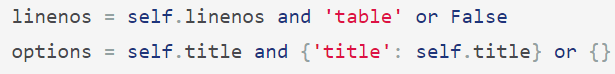 linenos = self.linenos and 'table' or False
options = self.title and {'title': self.title} or {}